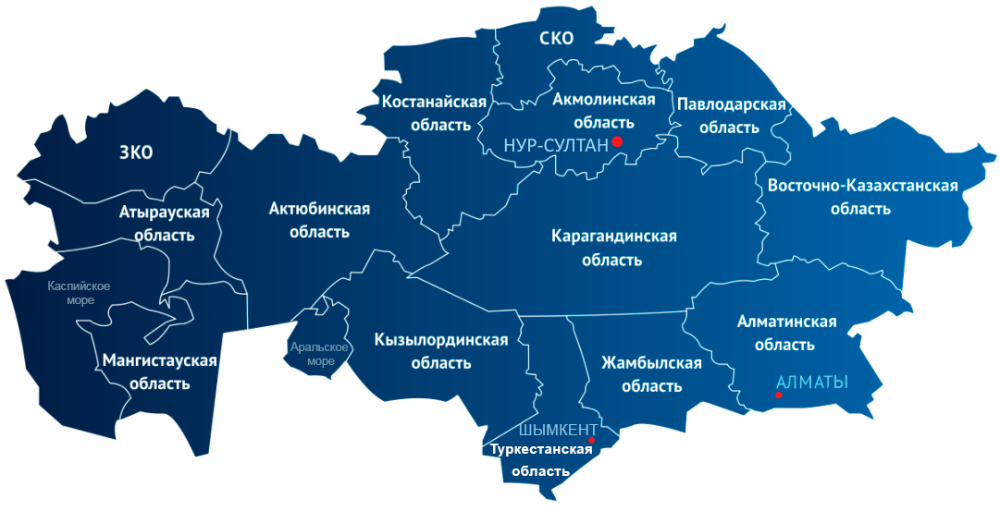 СКО
Костанайская
область
Акмолинская
область
НУР-СУЛТАН
Павлодарская
область
ЗКО
Восточно-Казахстанская
область
Атырауская
область
Актюбинская
область
Карагандинская
область
Каспийское
море
Мангистауская
область
Аральское
море
Кызылординская
область
Жамбылская
область
Алматинская
область
АЛМАТЫ
ШЫМКЕНТ
Туркестанская
область